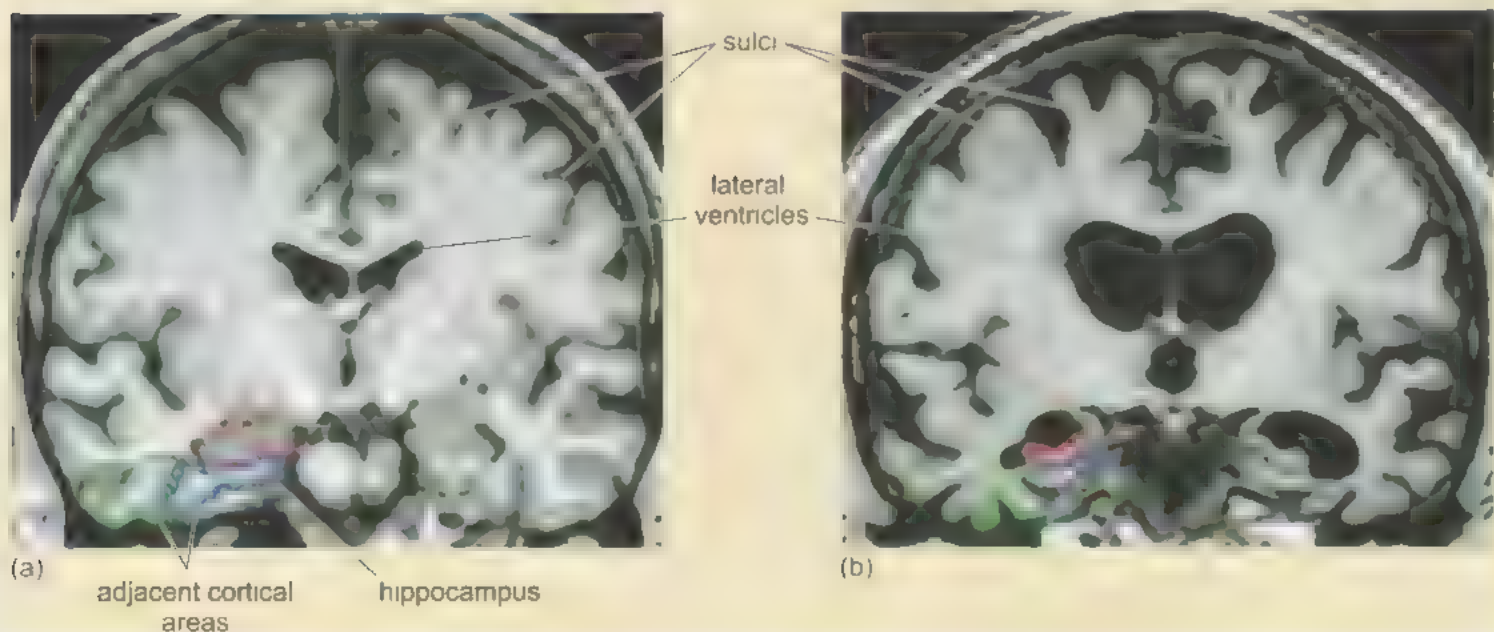 sulci
lateral
ventricles
(a)
(b)
adjacent cortical
areas
hippocampus